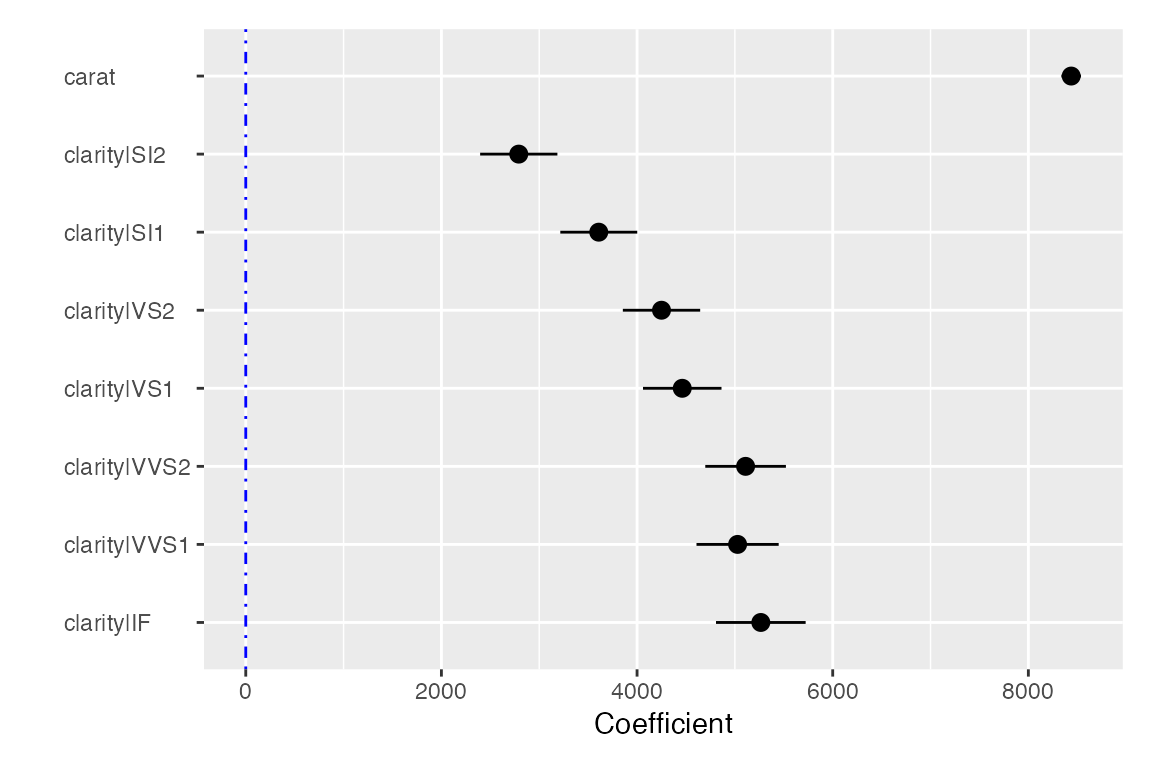 carat
clarity|SI2
clarity|SI1
clarity|VS2
clarity|VS1
clarity|VVS2
clarity|VVS1
clarity|IF
0 2000 4000 6000 8000
Coefficient